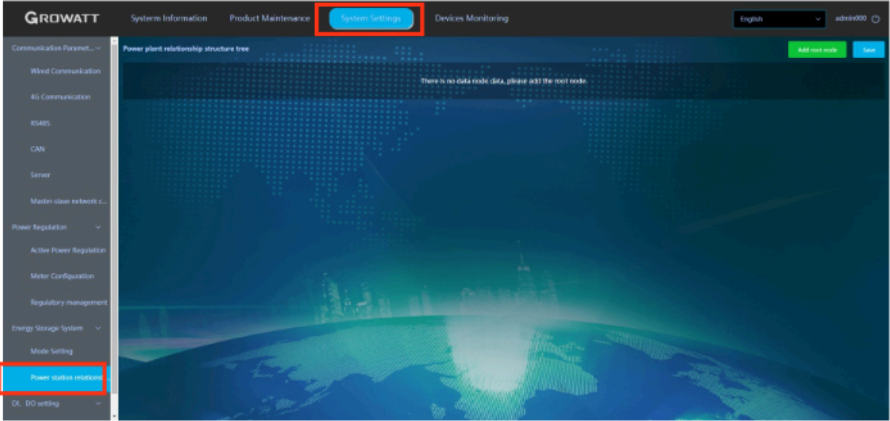 GROWATT
Systerm Information
Product Maintenance
System Settings
Devices Monitoring
English
admin000
Communication Paramet...
Power plant relationship structure tree
Add root node
Save
There is no data node data, please add the root node.
Wired Communication
4G Communication
RS485
CAN
Server
Master-slave network c...
Power Regulation
Active Power Regulation
Meter Configuration
Regulatory management
Energy Storage System
Mode Setting
Power station relations...
DI, DO setting